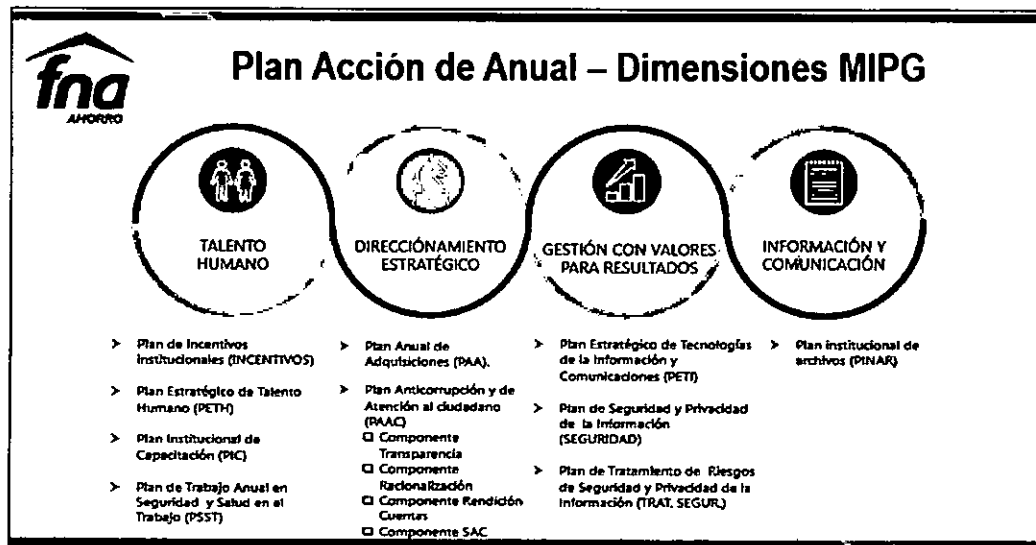 fna
AHORRO
Plan Acción de Anual – Dimensiones MIPG
TALENTO
HUMANO
DIRECCIÓNAMIENTO
ESTRATÉGICO
GESTIÓN CON VALORES
PARA RESULTADOS
INFORMACIÓN Y
COMUNICACIÓN
➢ Plan de Incentivos
Institucionales (INCENTIVOS)
➢ Plan Estratégico de Talento
Humano (PETH)
➢ Plan Institucional de
Capacitación (PIC)
➢ Plan de Trabajo Anual en
Seguridad y Salud en el
Trabajo (PSST)
➢ Plan Anual de
Adquisiciones (PAA).
➢ Plan Anticorrupción y de
Atención al ciudadano
(PAAC)
❑ Componente
Transparencia
❑ Componente
Racionalización
❑ Componente Rendición
Cuentas
❑ Componente SAC
➢ Plan Estratégico de Tecnologías
de la Información y
Comunicaciones (PETI)
➢ Plan de Seguridad y Privacidad
de la Información
(SEGURIDAD)
➢ Plan de Tratamiento de Riesgos
de Seguridad y Privacidad de la
Información (TRAT. SEGUR.)
➢ Plan institucional de
archivos (PINAR)